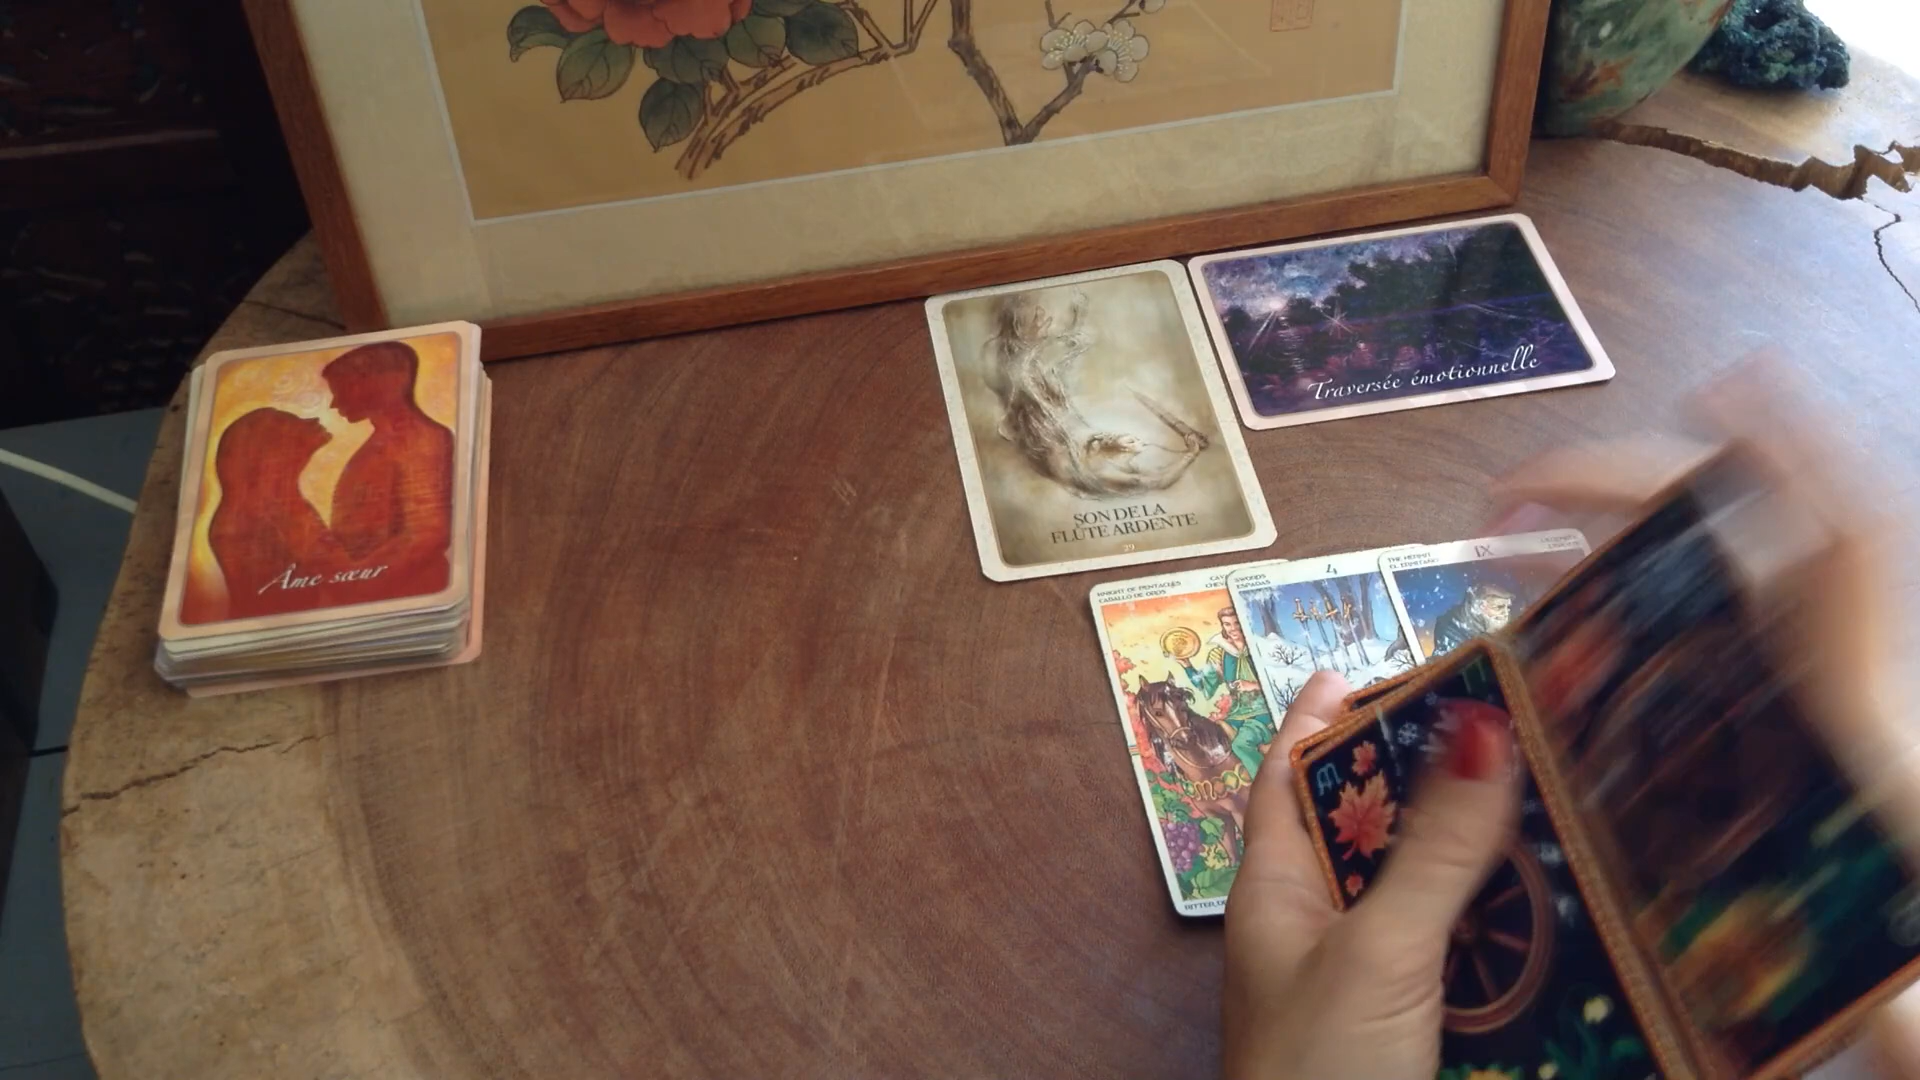 Traversée émotionnelle
SON DE LA
FLÛTE ARDENTE
29
Âme sœur
KNIGHT OF PENTACLES
CABALLO DE OROS
SWORDS
ESPADAS
4
THE HERMIT
EL ERMITAÑO
IX